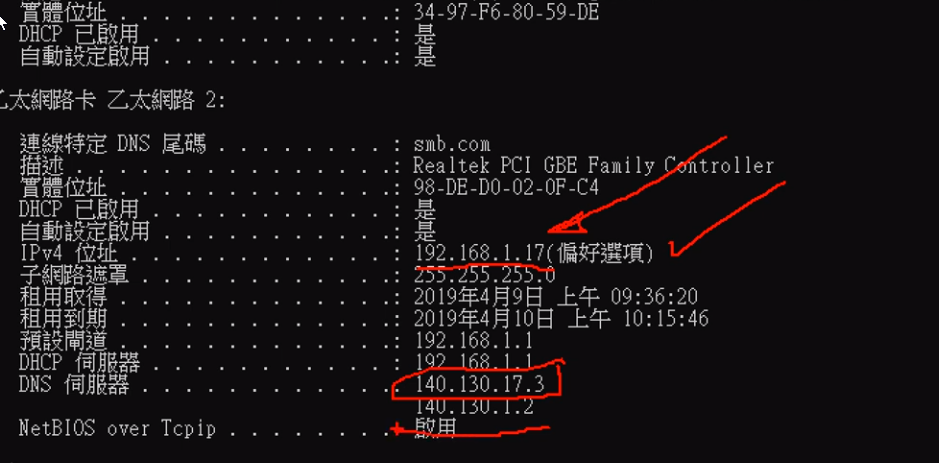 實體位址 . . . . . . . . . . . . .: 34-97-F6-80-59-DE
DHCP 已啟用 . . . . . . . . . . . .: 是
自動設定啟用 . . . . . . . . . . .: 是
乙太網路卡 乙太網路 2:
連線特定 DNS 尾碼 . . . . . . . . .: smb.com
描述 . . . . . . . . . . . . . . .: Realtek PCI GBE Family Controller
實體位址 . . . . . . . . . . . . .: 98-DE-D0-02-0F-C4
DHCP 已啟用 . . . . . . . . . . . .: 是
自動設定啟用 . . . . . . . . . . .: 是
IPv4 位址 . . . . . . . . . . . . .: 192.168.1.17(偏好選項)
子網路遮罩 . . . . . . . . . . . .: 255.255.255.0
租用取得 . . . . . . . . . . . . .: 2019年4月9日 上午 09:36:20
租用到期 . . . . . . . . . . . . .: 2019年4月10日 上午 10:15:46
預設閘道 . . . . . . . . . . . . .: 192.168.1.1
DHCP 伺服器 . . . . . . . . . . . .: 192.168.1.1
DNS 伺服器 . . . . . . . . . . . .: 140.130.17.3
140.130.1.2
NetBIOS over Tcpip . . . . . . . .: 啟用